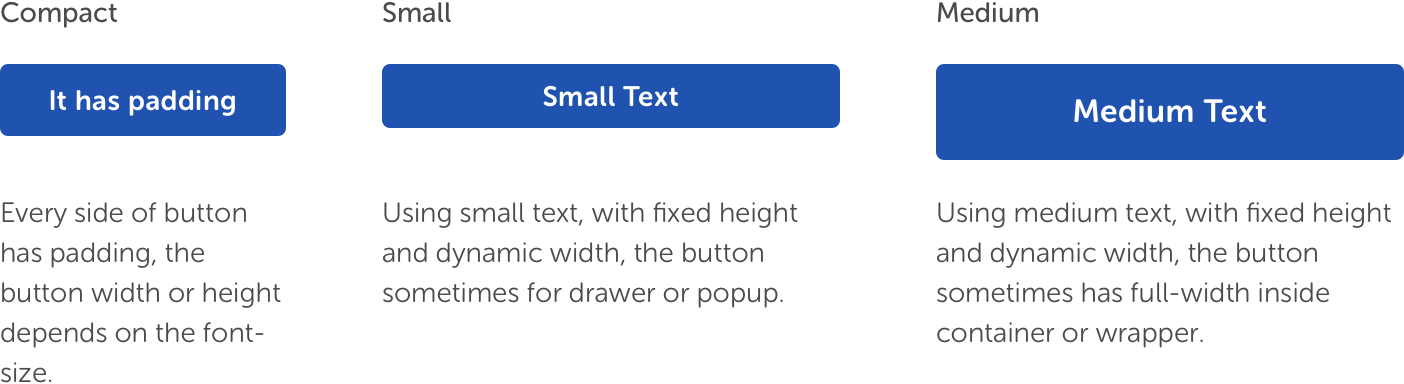 Compact
It has padding
Every side of button
has padding, the
button width or height
depends on the font-
size.
Small
Small Text
Using small text, with fixed height
and dynamic width, the button
sometimes for drawer or popup.
Medium
Medium Text
Using medium text, with fixed height
and dynamic width, the button
sometimes has full-width inside
container or wrapper.